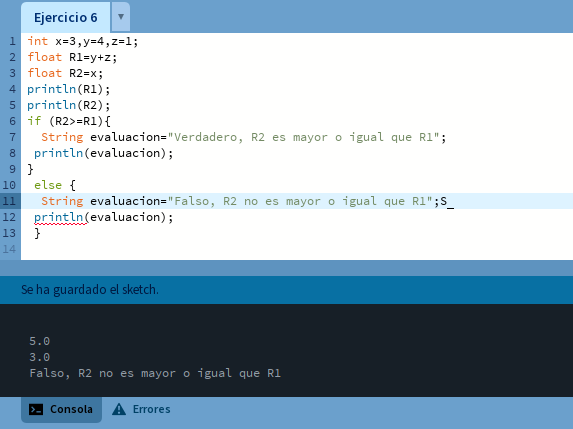 Ejercicio 6 ▼
1 int x=3,y=4,z=1;
2 float R1=y+z;
3 float R2=x;
4 println(R1);
5 println(R2);
6 if (R2>=R1){
7 String evaluacion="Verdadero, R2 es mayor o igual que R1";
8 println(evaluacion);
9 }
10 else {
11 String evaluacion="Falso, R2 no es mayor o igual que R1";S_
12 println(evaluacion);
13 }
14
Se ha guardado el sketch.
5.0
3.0
Falso, R2 no es mayor o igual que R1
Consola Errores